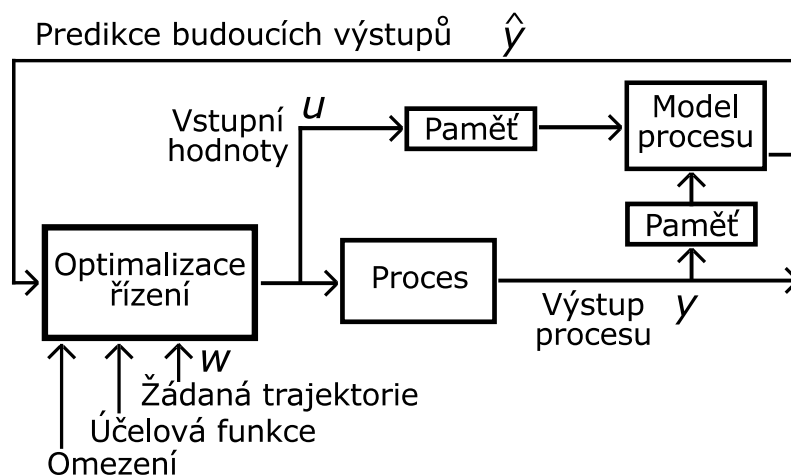 Predikce budoucích výstupů ŷ
u
Vstupní
hodnoty
Paměť
Model
procesu
Paměť
Optimalizace
řízení
Proces
Výstup
procesu
y
w
Žádaná trajektorie
Účelová funkce
Omezení